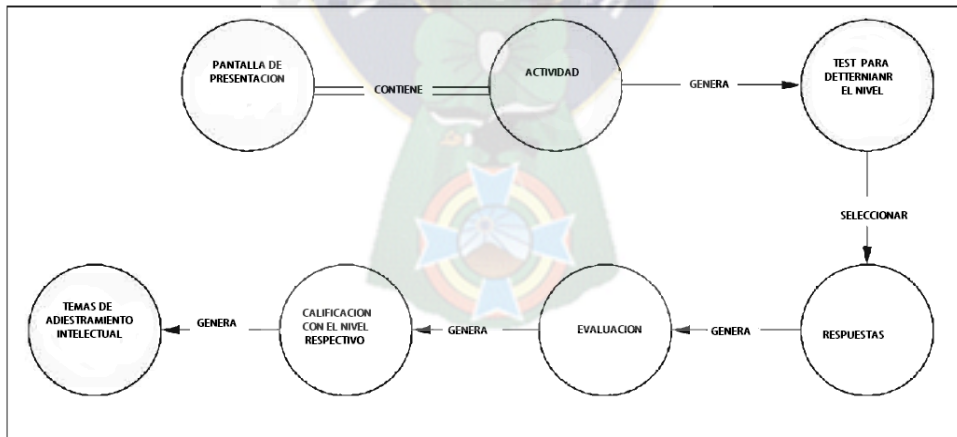 PANTALLA DE
PRESENTACION
CONTIENE
ACTIVIDAD
GENERA
TEST PARA
DETTERNIANR
EL NIVEL
SELECCIONAR
RESPUESTAS
GENERA
EVALUACION
GENERA
CALIFICACION
CON EL NIVEL
RESPECTIVO
GENERA
TEMAS DE
ADIESTRAMIENTO
INTELECTUAL